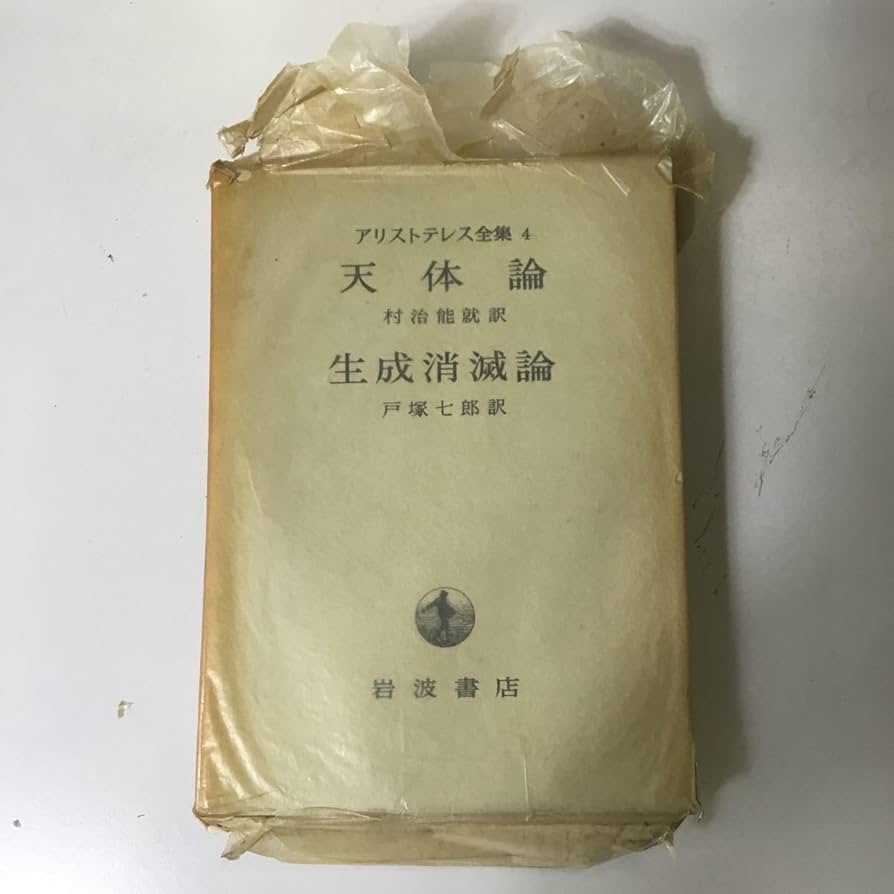 アリストテレス全集 4
天体論
村治能就訳
生成消滅論
戸塚七郎訳
岩波書店